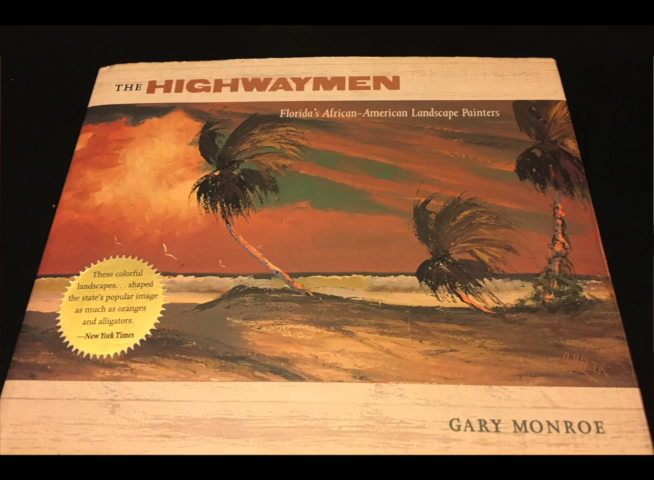 THE HIGHWAYMEN
Florida's African-American Landscape Painters
These colorful
landscapes... shaped
the state's popular image
as much as oranges
and alligators.
—New York Times
GARY MONROE